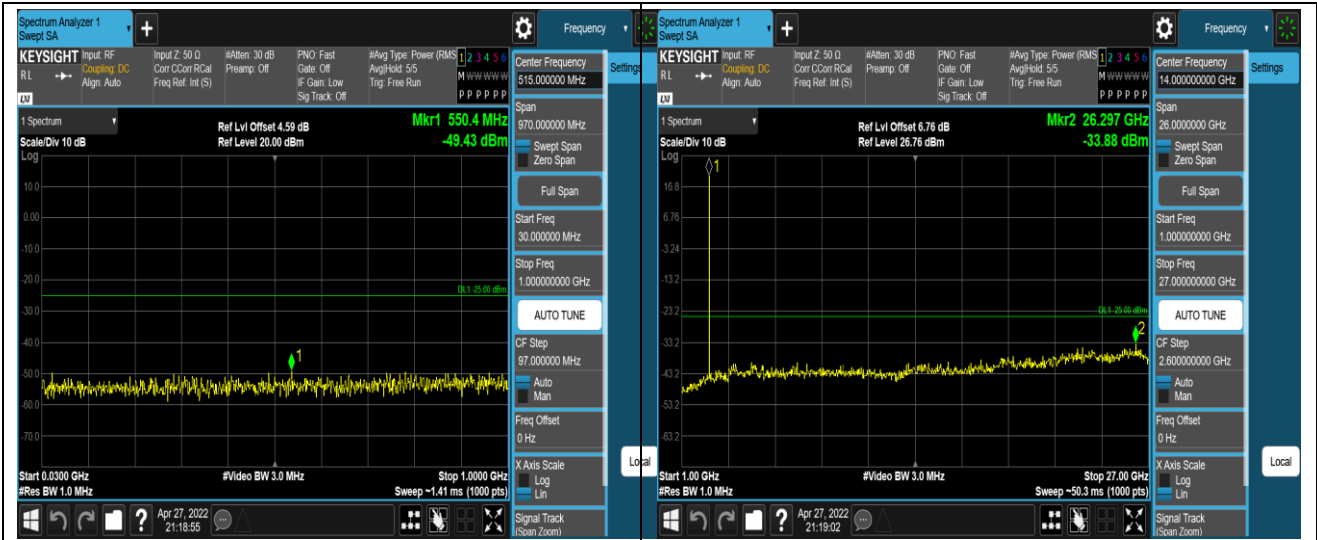 Spectrum Analyzer 1
Swept SA
+
Frequency
KEYSIGHT
RL
LXI
Input: RF
Coupling: DC
Align: Auto
Input Z: 50 Ω
Corr CCorr RCal
Freq Ref: Int (S)
#Atten: 30 dB
Preamp: Off
PNO: Fast
Gate: Off
IF Gain: Low
Sig Track: Off
#Avg Type: Power (RMS
Avg|Hold: 5/5
Trig: Free Run
1 2 3 4 5 6
M W W W W W
P P P P P P
1 Spectrum
Scale/Div 10 dB
Log
Ref Lvl Offset 4.59 dB
Ref Level 20.00 dBm
Mkr1 550.4 MHz
-49.43 dBm
10.0
0.00
-10.0
-20.0
DL1 -25.00 dBm
-30.0
-40.0
1
-50.0
-60.0
-70.0
Start 0.0300 GHz
#Res BW 1.0 MHz
#Video BW 3.0 MHz
Stop 1.0000 GHz
Sweep ~1.41 ms (1000 pts)
?
Apr 27, 2022
21:18:55
Center Frequency
515.000000 MHz
Settings
Span
970.000000 MHz
Swept Span
Zero Span
Full Span
Start Freq
30.000000 MHz
Stop Freq
1.000000000 GHz
AUTO TUNE
CF Step
97.000000 MHz
Auto
Man
Freq Offset
0 Hz
X Axis Scale
Log
Lin
Local
Signal Track
(Span Zoom)
Spectrum Analyzer 1
Swept SA
+
Frequency
KEYSIGHT
RL
LXI
Input: RF
Coupling: DC
Align: Auto
Input Z: 50 Ω
Corr CCorr RCal
Freq Ref: Int (S)
#Atten: 30 dB
Preamp: Off
PNO: Fast
Gate: Off
IF Gain: Low
Sig Track: Off
#Avg Type: Power (RMS
Avg|Hold: 5/5
Trig: Free Run
1 2 3 4 5 6
M W W W W W
P P P P P P
1 Spectrum
Scale/Div 10 dB
Log
Ref Lvl Offset 6.76 dB
Ref Level 26.76 dBm
Mkr2 26.297 GHz
-33.88 dBm
1
16.8
6.76
-3.24
-13.2
-23.2
DL1 -25.00 dBm
2
-33.2
-43.2
-53.2
-63.2
Start 1.00 GHz
#Res BW 1.0 MHz
#Video BW 3.0 MHz
Stop 27.00 GHz
Sweep ~50.3 ms (1000 pts)
?
Apr 27, 2022
21:19:02
Center Frequency
14.000000000 GHz
Settings
Span
26.0000000 GHz
Swept Span
Zero Span
Full Span
Start Freq
1.000000000 GHz
Stop Freq
27.000000000 GHz
AUTO TUNE
CF Step
2.600000000 GHz
Auto
Man
Freq Offset
0 Hz
X Axis Scale
Log
Lin
Local
Signal Track
(Span Zoom)